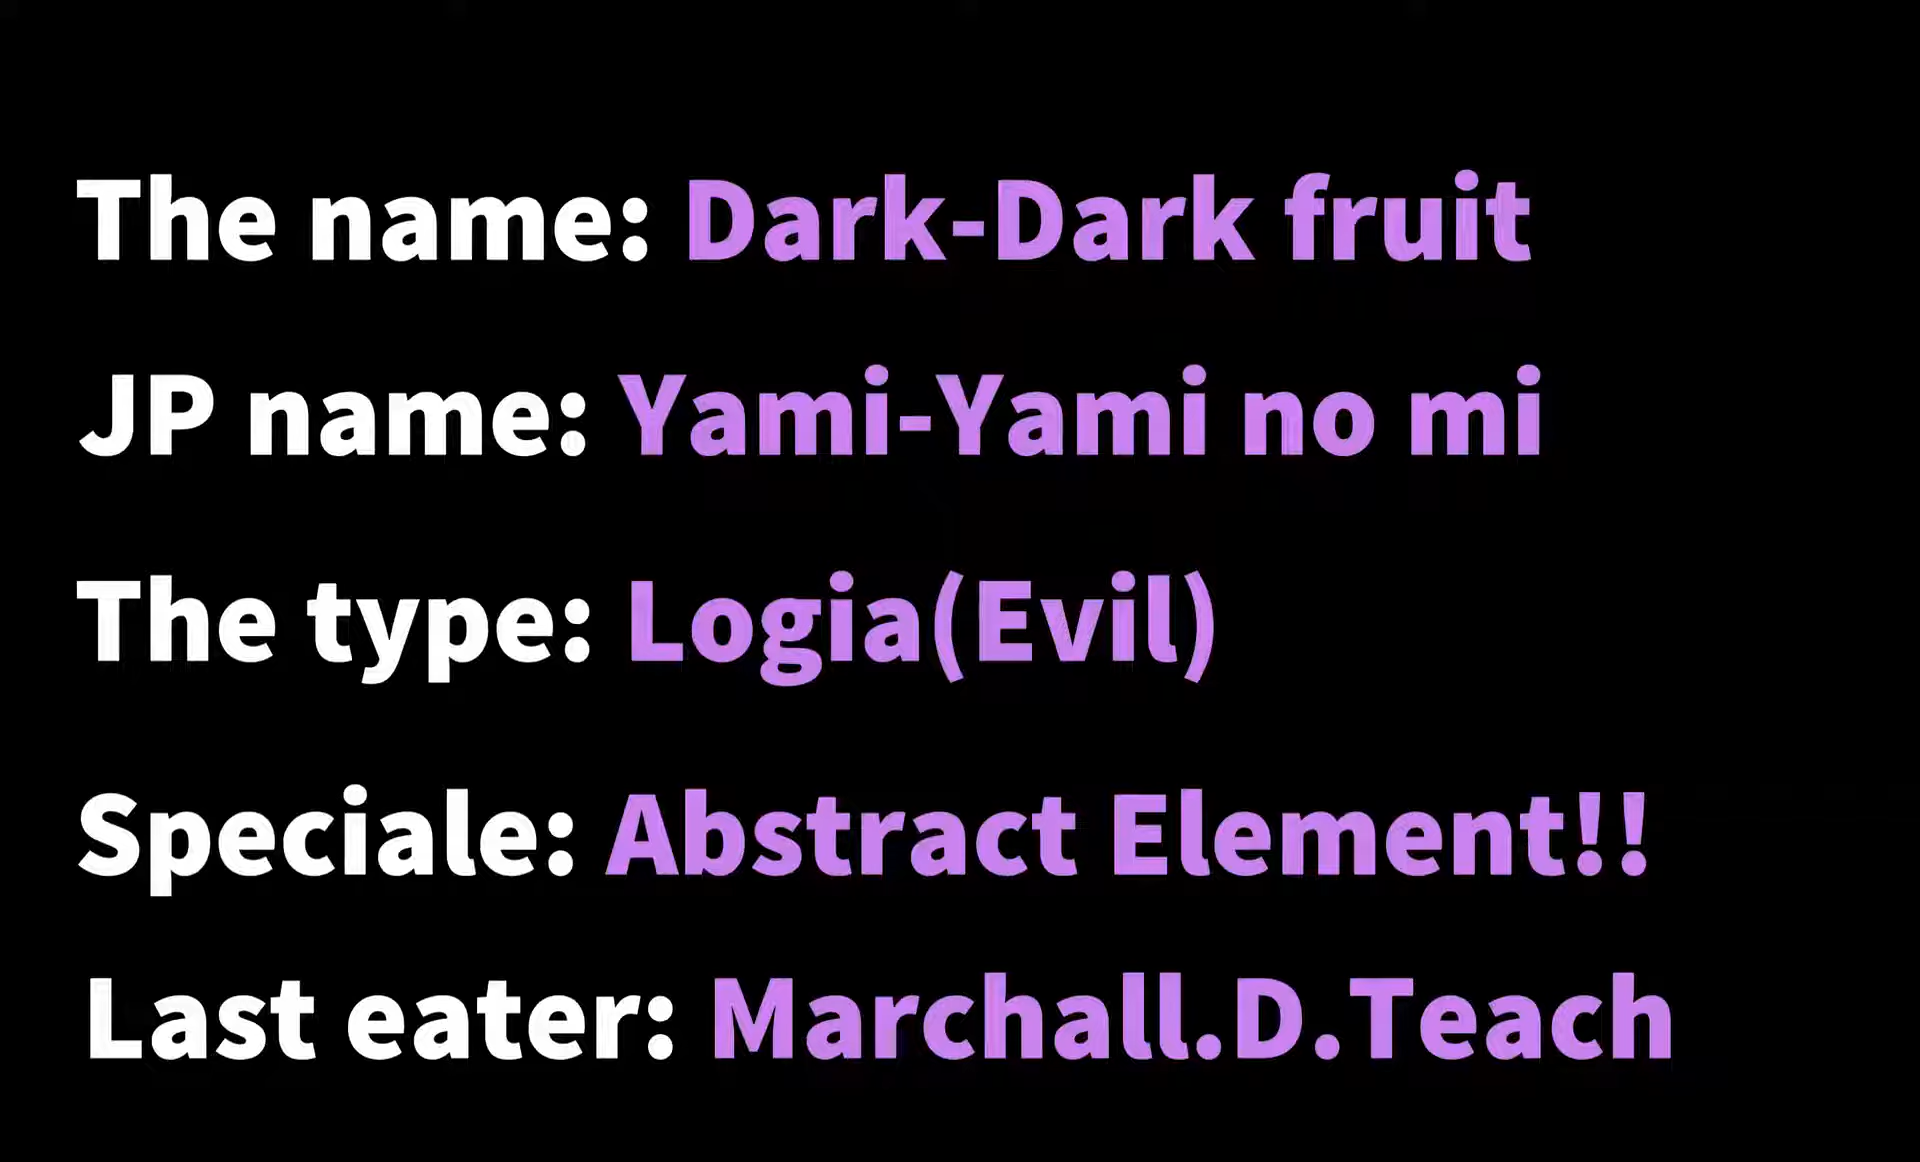 The name: Dark-Dark fruit
JP name: Yami-Yami no mi
The type: Logia(Evil)
Speciale: Abstract Element!!
Last eater: Marchall.D.Teach